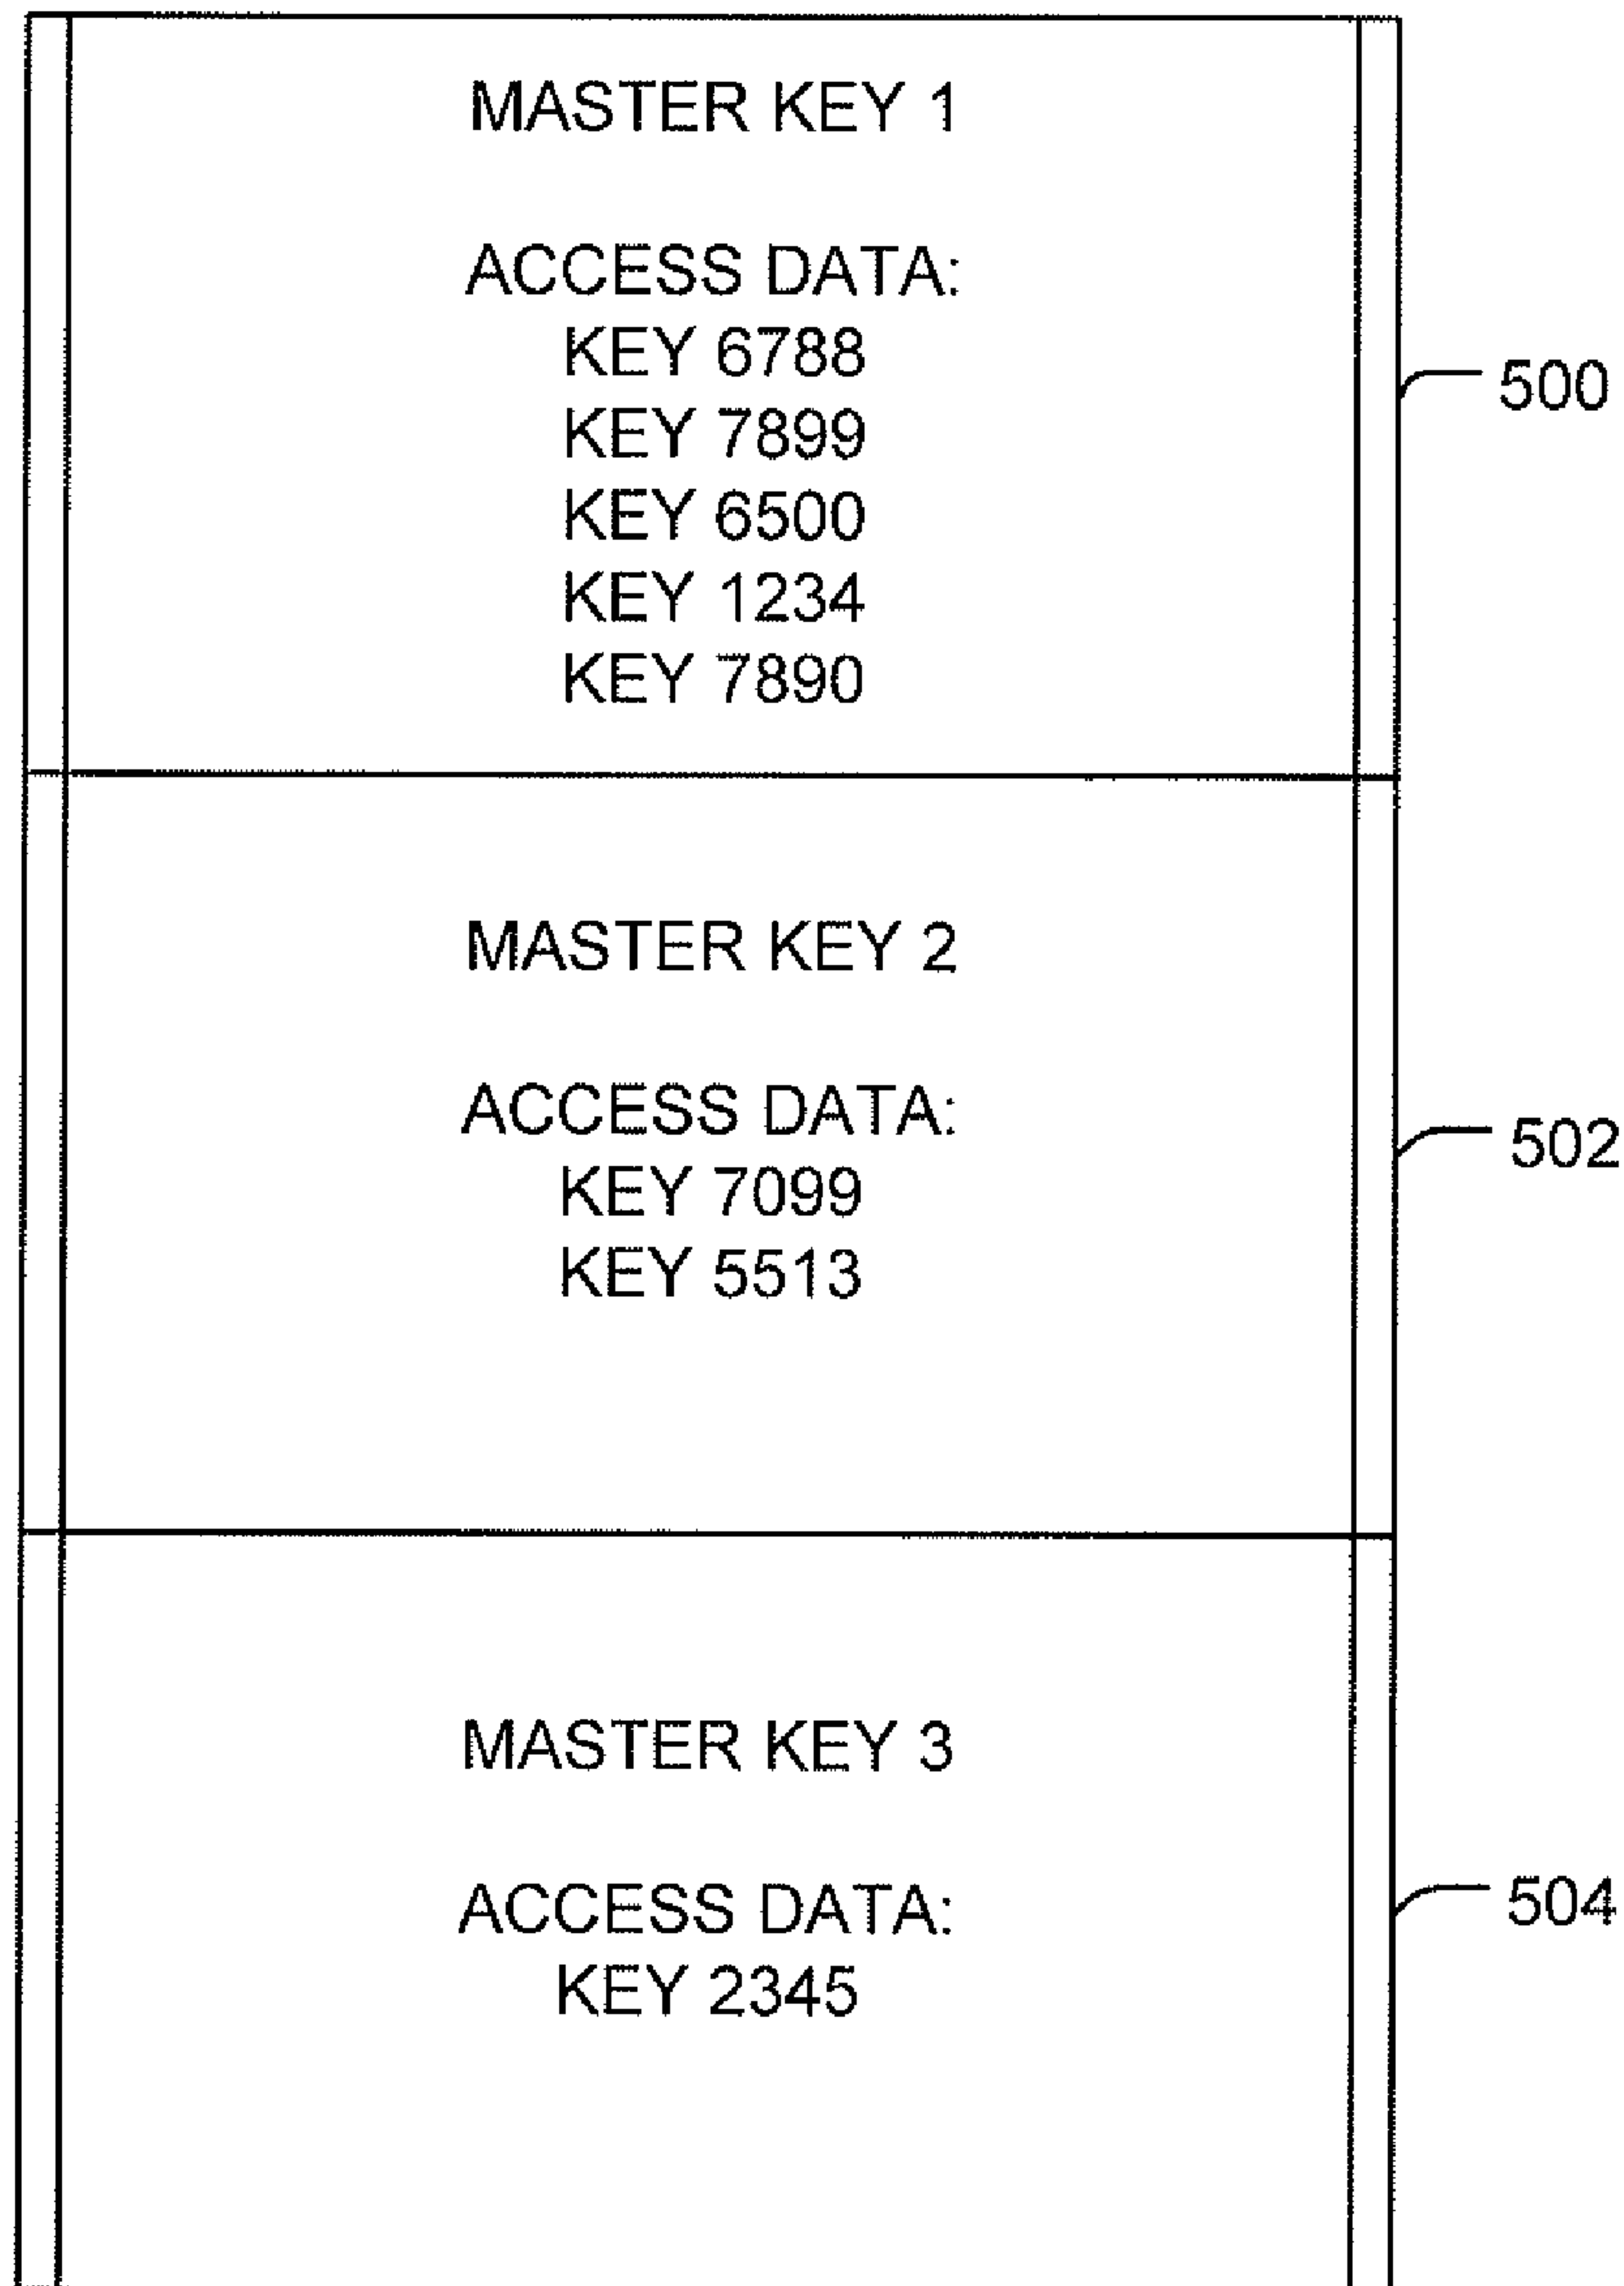 MASTER KEY 1
ACCESS DATA:
KEY 6788
KEY 7899
500
KEY 6500
KEY 1234
KEY 7890
MASTER KEY 2
ACCESS DATA:
502
KEY 7099
KEY 5513
MASTER KEY 3
ACCESS DATA:
504
KEY 2345